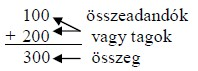 100 összeadandók
+ 200 vagy tagok
300 összeg